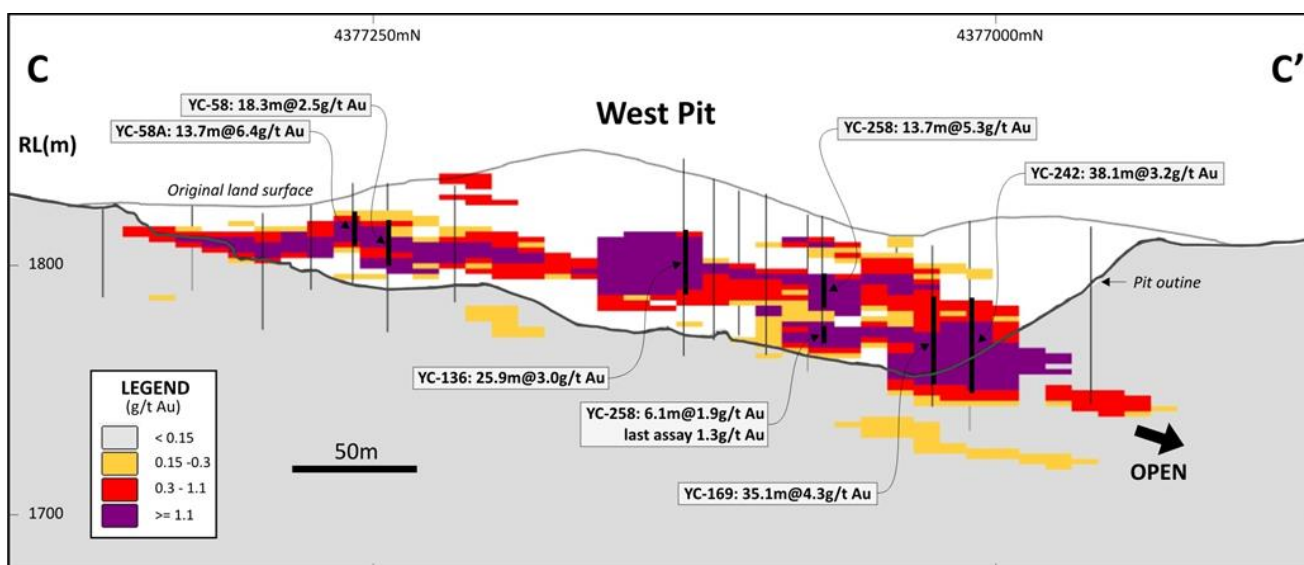 4377250mN
4377000mN
C
C'
West Pit
YC-58: 18.3m@2.5g/t Au
YC-58A: 13.7m@6.4g/t Au
YC-258: 13.7m@5.3g/t Au
YC-242: 38.1m@3.2g/t Au
RL(m)
Original land surface
1800
Pit outine
YC-136: 25.9m@3.0g/t Au
YC-258: 6.1m@1.9g/t Au
last assay 1.3g/t Au
YC-169: 35.1m@4.3g/t Au
LEGEND
(g/t Au)
< 0.15
0.15 -0.3
0.3 - 1.1
>= 1.1
50m
OPEN
1700